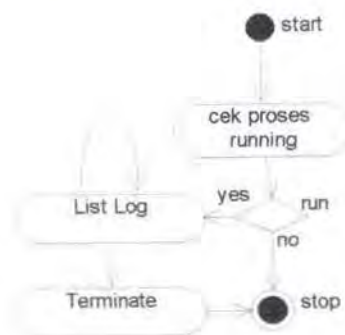 start
cek proses
running
yes
run
List Log
no
Terminate
stop